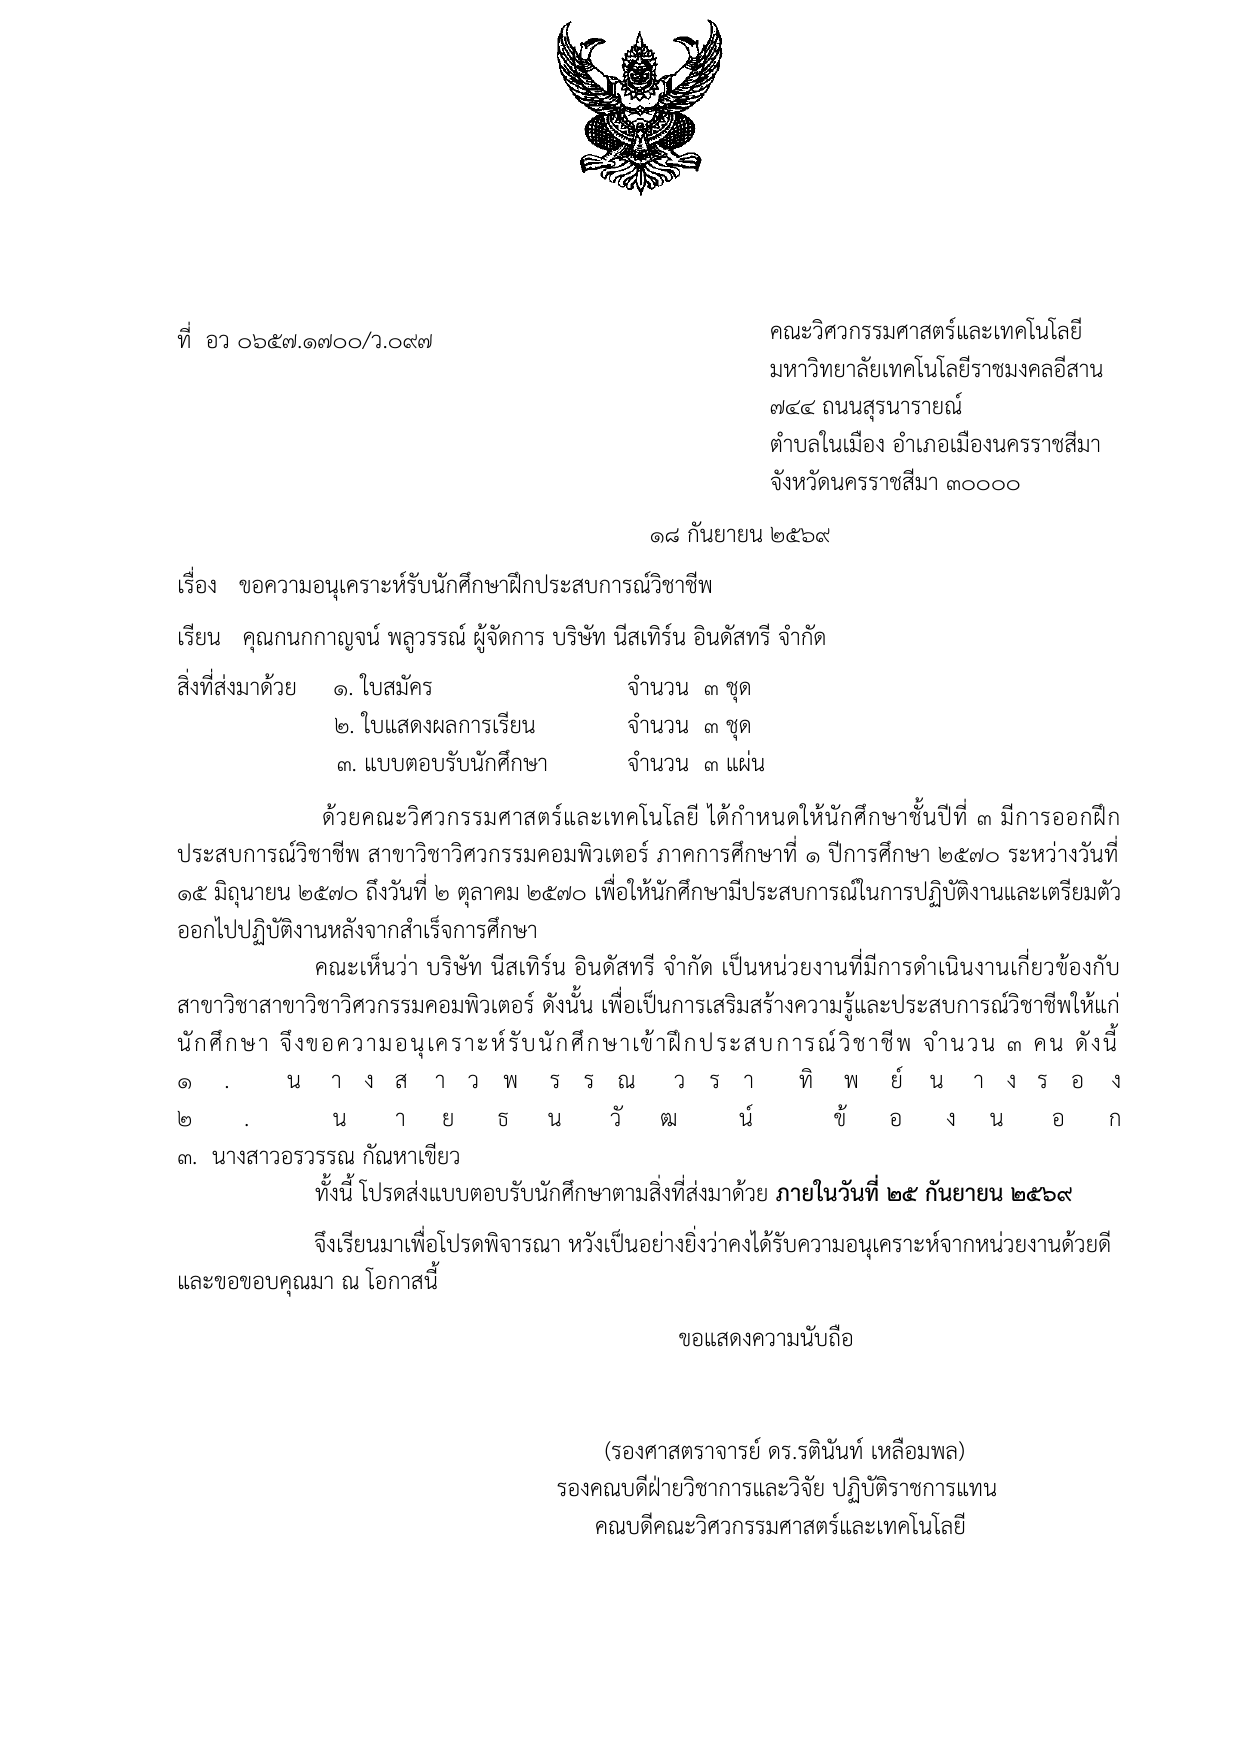 ที่ อว ๐๖๕๗.๑๗๐๐/ว.๐๙๗
คณะวิศวกรรมศาสตร์และเทคโนโลยี
มหาวิทยาลัยเทคโนโลยีราชมงคลอีสาน
๗๔๔ ถนนสุรนารายณ์
ตำบลในเมือง อำเภอเมืองนครราชสีมา
จังหวัดนครราชสีมา ๓๐๐๐๐
๑๘ กันยายน ๒๕๖๙
เรื่อง ขอความอนุเคราะห์รับนักศึกษาฝึกประสบการณ์วิชาชีพ
เรียน คุณกนกกาญจน์ พลูวรรณ์ ผู้จัดการ บริษัท นีสเทิร์น อินดัสทรี จำกัด
สิ่งที่ส่งมาด้วย ๑. ใบสมัคร จำนวน ๓ ชุด
๒. ใบแสดงผลการเรียน จำนวน ๓ ชุด
๓. แบบตอบรับนักศึกษา จำนวน ๓ แผ่น
ด้วยคณะวิศวกรรมศาสตร์และเทคโนโลยี ได้กำหนดให้นักศึกษาชั้นปีที่ ๓ มีการออกฝึก
ประสบการณ์วิชาชีพ สาขาวิชาวิศวกรรมคอมพิวเตอร์ ภาคการศึกษาที่ ๑ ปีการศึกษา ๒๕๗๐ ระหว่างวันที่
๑๕ มิถุนายน ๒๕๗๐ ถึงวันที่ ๒ ตุลาคม ๒๕๗๐ เพื่อให้นักศึกษามีประสบการณ์ในการปฏิบัติงานและเตรียมตัว
ออกไปปฏิบัติงานหลังจากสำเร็จการศึกษา
คณะเห็นว่า บริษัท นีสเทิร์น อินดัสทรี จำกัด เป็นหน่วยงานที่มีการดำเนินงานเกี่ยวข้องกับ
สาขาวิชาสาขาวิชาวิศวกรรมคอมพิวเตอร์ ดังนั้น เพื่อเป็นการเสริมสร้างความรู้และประสบการณ์วิชาชีพให้แก่
นักศึกษา จึงขอความอนุเคราะห์รับนักศึกษาเข้าฝึกประสบการณ์วิชาชีพ จำนวน ๓ คน ดังนี้
๑. นางสาวพรรณวราทิพย์ นางรอง
๒. นายธนวัฒน์ ข้องนอก
๓. นางสาวอรวรรณ กัณหาเขียว
ทั้งนี้ โปรดส่งแบบตอบรับนักศึกษาตามสิ่งที่ส่งมาด้วย ภายในวันที่ ๒๕ กันยายน ๒๕๖๙
จึงเรียนมาเพื่อโปรดพิจารณา หวังเป็นอย่างยิ่งว่าคงได้รับความอนุเคราะห์จากหน่วยงานด้วยดี
และขอขอบคุณมา ณ โอกาสนี้
ขอแสดงความนับถือ
(รองศาสตราจารย์ ดร.รตินันท์ เหลือมพล)
รองคณบดีฝ่ายวิชาการและวิจัย ปฏิบัติราชการแทน
คณบดีคณะวิศวกรรมศาสตร์และเทคโนโลยี